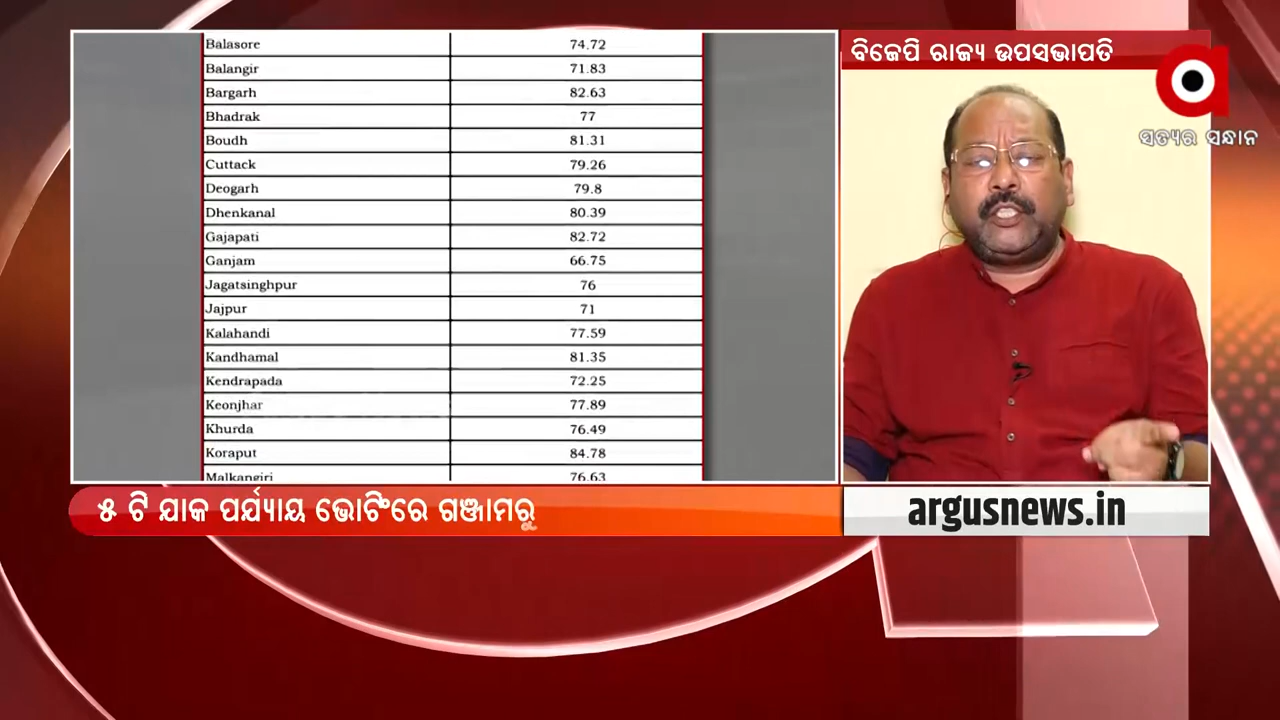 Balasore 74.72
Balangir 71.83
Bargarh 82.63
Bhadrak 77
Boudh 81.31
Cuttack 79.26
Deogarh 79.8
Dhenkanal 80.39
Gajapati 82.72
Ganjam 66.75
Jagatsinghpur 76
Jajpur 71
Kalahandi 77.59
Kandhamal 81.35
Kendrapada 72.25
Keonjhar 77.89
Khurda 76.49
Koraput 84.78
Malkangiri 76.63
ବିଜେପି ରାଜ୍ୟ ଉପସଭାପତି
ସତ୍ୟର ସନ୍ଧାନ
୫ ଟି ଯାକ ପର୍ଯ୍ୟାୟ ଭୋଟିଂରେ ଗଞ୍ଜାମରୁ
argusnews.in